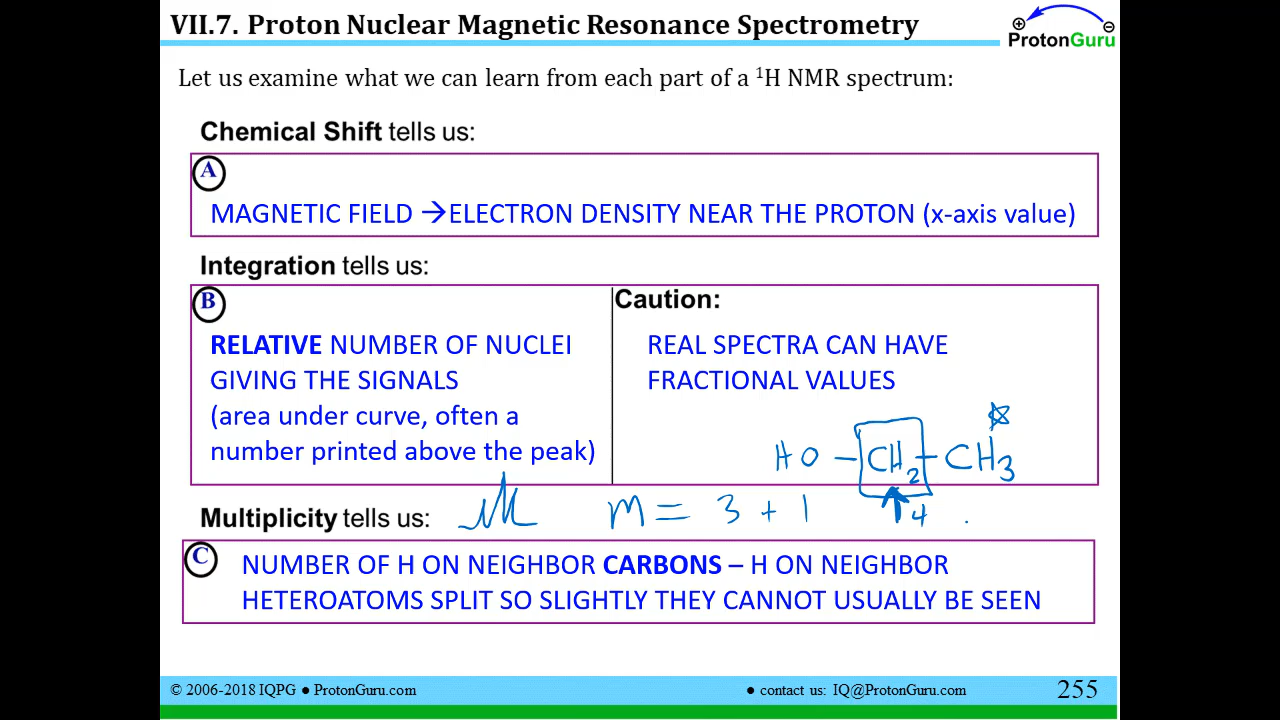 VII.7. Proton Nuclear Magnetic Resonance Spectrometry
⊕ ⊖
ProtonGuru
Let us examine what we can learn from each part of a ¹H NMR spectrum:
Chemical Shift tells us:
A
MAGNETIC FIELD →ELECTRON DENSITY NEAR THE PROTON (x-axis value)
Integration tells us:
B
RELATIVE NUMBER OF NUCLEI
GIVING THE SIGNALS
(area under curve, often a
number printed above the peak)
Caution:
REAL SPECTRA CAN HAVE
FRACTIONAL VALUES
HO – CH₂ – CH₃
Multiplicity tells us:
m = 3 + 1
4
C
NUMBER OF H ON NEIGHBOR CARBONS – H ON NEIGHBOR
HETEROATOMS SPLIT SO SLIGHTLY THEY CANNOT USUALLY BE SEEN
© 2006-2018 IQPG ● ProtonGuru.com
● contact us: IQ@ProtonGuru.com
255